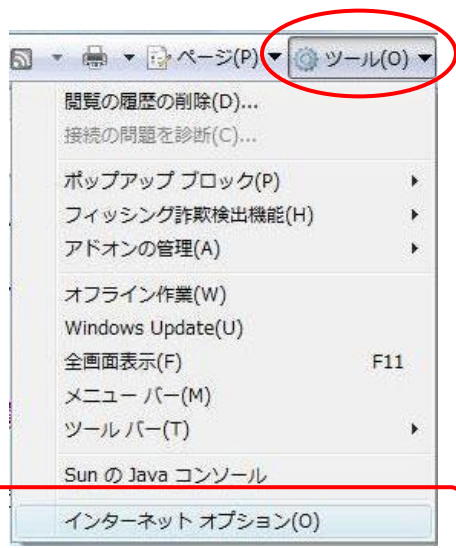 ページ(P) ツール(O)
閲覧の履歴の削除(D)...
接続の問題を診断(C)...
ポップアップ ブロック(P)
フィッシング詐欺検出機能(H)
アドオンの管理(A)
オフライン作業(W)
Windows Update(U)
全画面表示(F) F11
メニュー バー(M)
ツール バー(T)
Sun の Java コンソール
インターネット オプション(O)